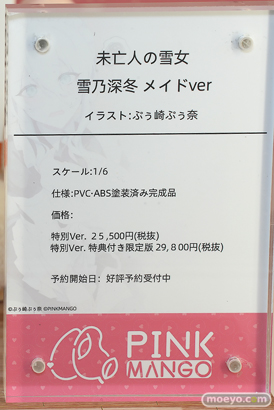 未亡人の雪女
雪乃深冬 メイドver
イラスト:ぷぅ崎ぷぅ奈
スケール:1/6
仕様:PVC・ABS塗装済み完成品
価格:
特別Ver. 25,500円(税抜)
特別Ver. 特典付き限定版 29,800円(税抜)
予約開始日: 好評予約受付中
©ぷぅ崎ぷぅ奈 ©PINKMANGO
PINK
MANGO
moeyo.com